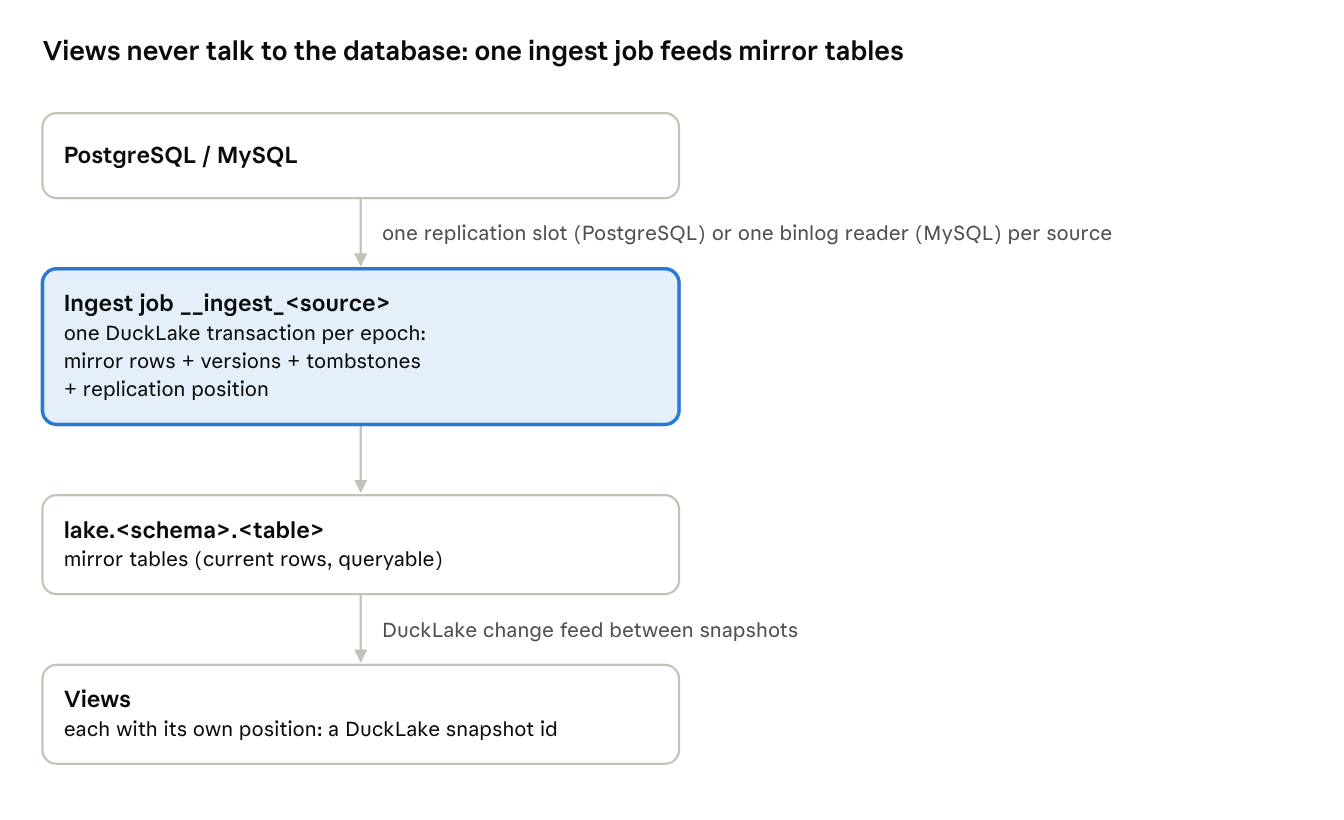 Views never talk to the database: one ingest job feeds mirror tables
PostgreSQL / MySQL
one replication slot (PostgreSQL) or one binlog reader (MySQL) per source
Ingest job __ingest_<source>
one DuckLake transaction per epoch:
mirror rows + versions + tombstones
+ replication position
lake.<schema>.<table>
mirror tables (current rows, queryable)
DuckLake change feed between snapshots
Views
each with its own position: a DuckLake snapshot id